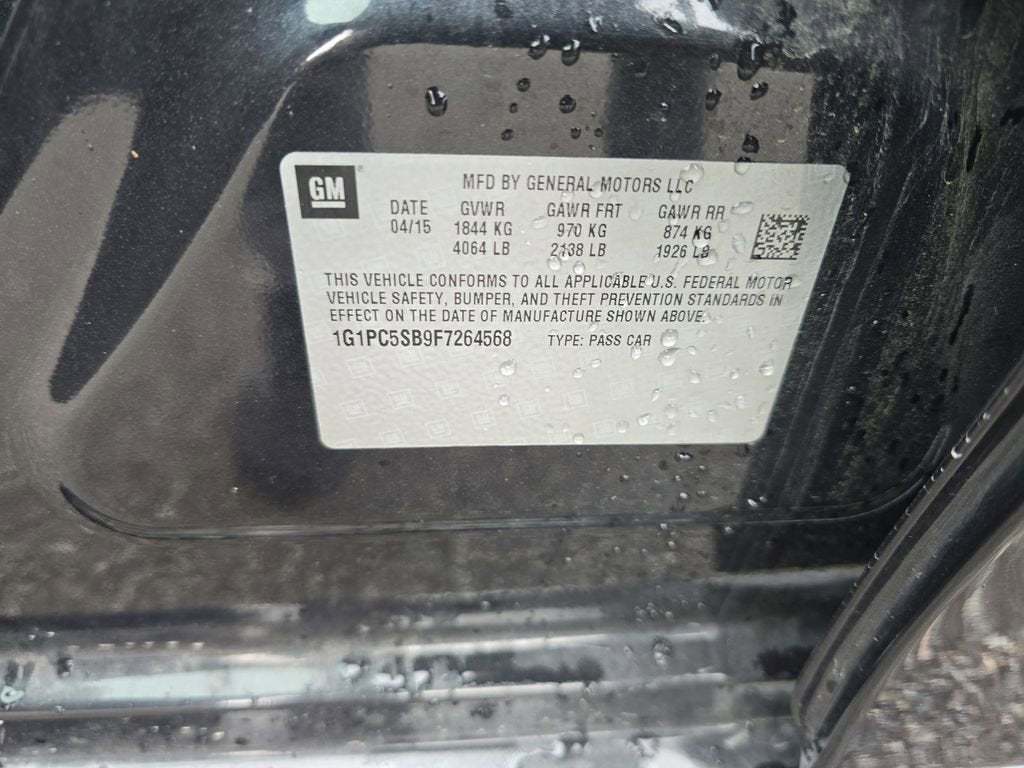 GM
MFD BY GENERAL MOTORS LLC
DATE GVWR GAWR FRT GAWR RR
04/15 1844 KG 970 KG 874 KG
4064 LB 2138 LB 1926 LB
THIS VEHICLE CONFORMS TO ALL APPLICABLE U.S. FEDERAL MOTOR
VEHICLE SAFETY, BUMPER, AND THEFT PREVENTION STANDARDS IN
EFFECT ON THE DATE OF MANUFACTURE SHOWN ABOVE.
1G1PC5SB9F7264568 TYPE: PASS CAR